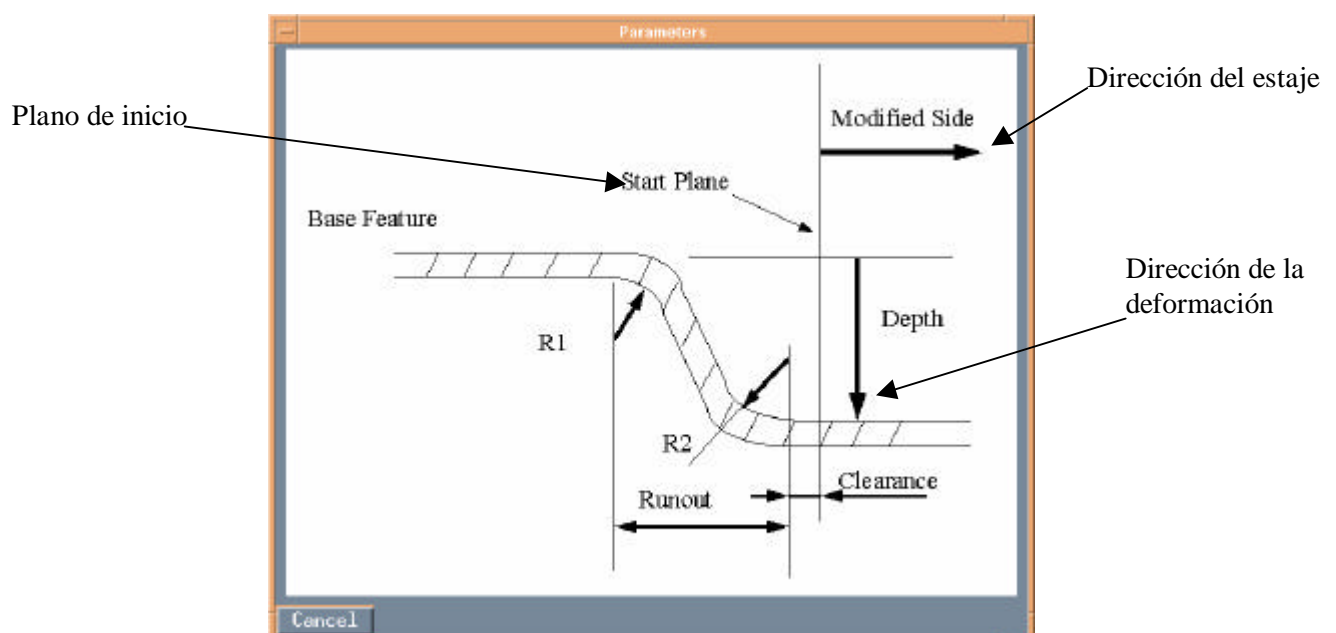 Parameters
Dirección del estaje
Plano de inicio
Modified Side
Start Plane
Base Feature
Dirección de la
deformación
Depth
R1
R2
Clearance
Runout
Cancel